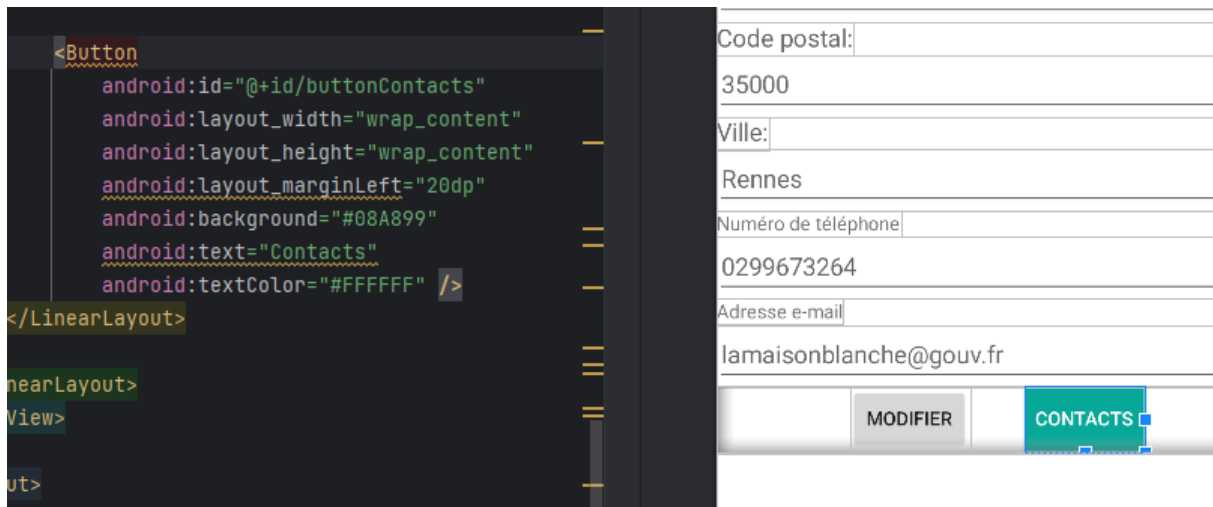 <Button
android:id="@+id/buttonContacts"
android:layout_width="wrap_content"
android:layout_height="wrap_content"
android:layout_marginLeft="20dp"
android:background="#08A899"
android:text="Contacts"
android:textColor="#FFFFFF" />
</LinearLayout>
nearLayout>
View>
ut>
Code postal:
35000
Ville:
Rennes
Numéro de téléphone
0299673264
Adresse e-mail
lamaisonblanche@gouv.fr
MODIFIER CONTACTS